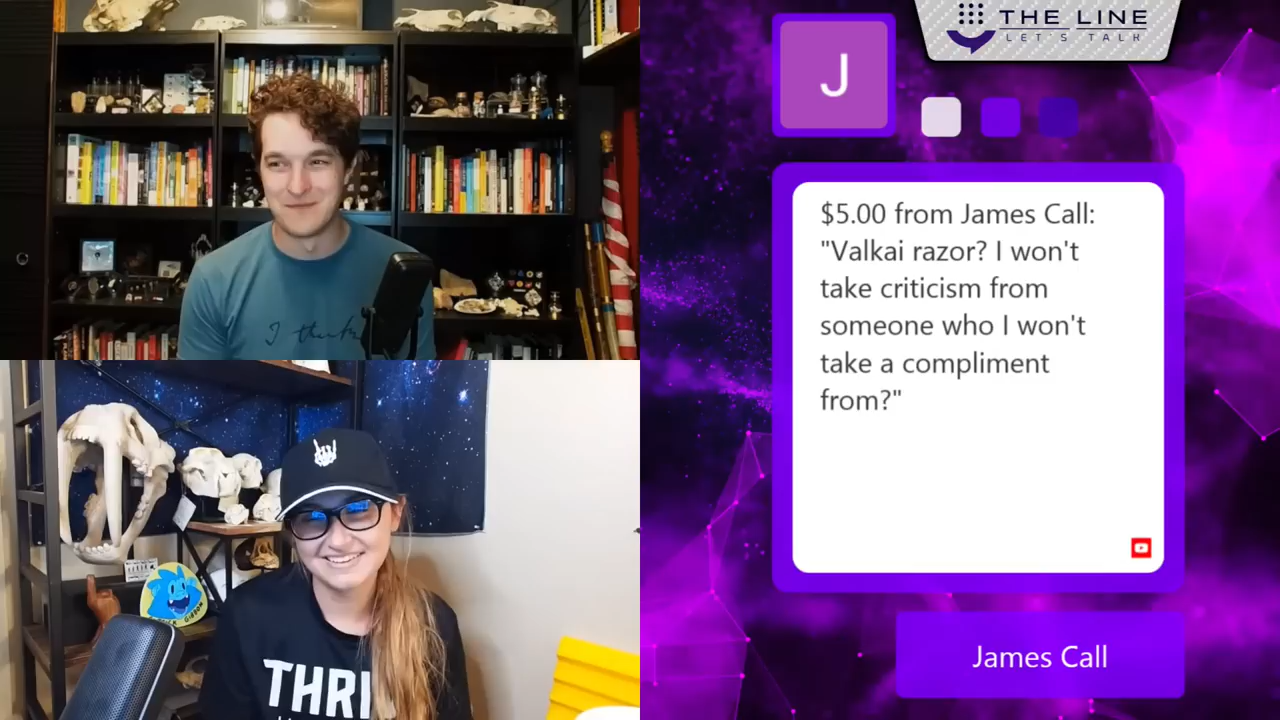 THE LINE
LET'S TALK
J
$5.00 from James Call:
"Valkai razor? I won't
take criticism from
someone who I won't
take a compliment
from?"
James Call
I think
THRI